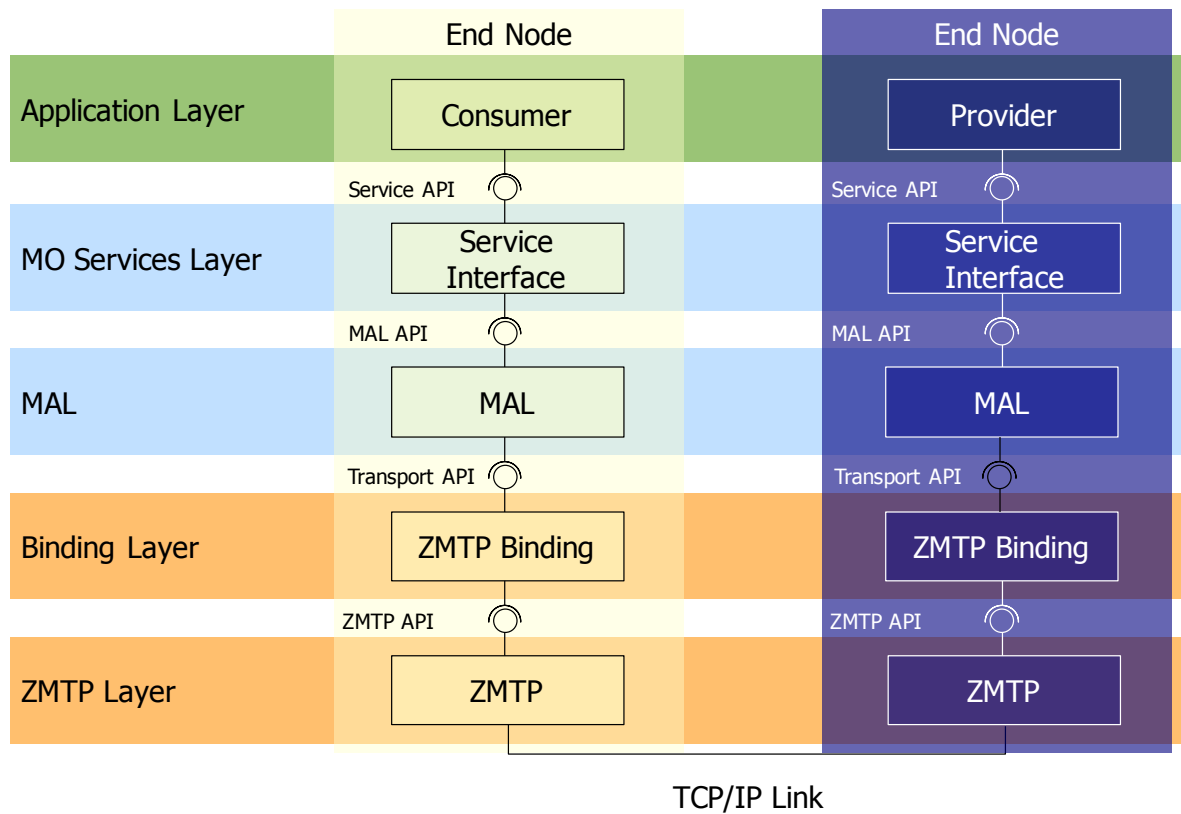 End Node
End Node
Application Layer
Consumer
Provider
Service API
Service API
MO Services Layer
Service
Interface
Service
Interface
MAL API
MAL API
MAL
MAL
MAL
Transport API
Transport API
Binding Layer
ZMTP Binding
ZMTP Binding
ZMTP API
ZMTP API
ZMTP Layer
ZMTP
ZMTP
TCP/IP Link